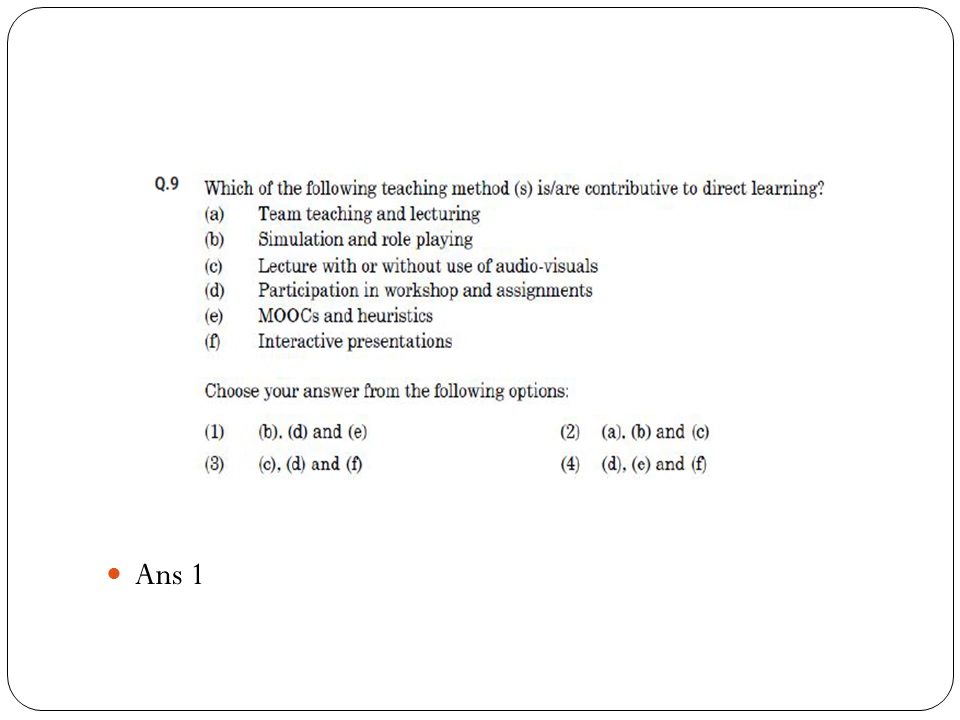 Q.9 Which of the following teaching method (s) is/are contributive to direct learning?
(a) Team teaching and lecturing
(b) Simulation and role playing
(c) Lecture with or without use of audio-visuals
(d) Participation in workshop and assignments
(e) MOOCs and heuristics
(f) Interactive presentations
Choose your answer from the following options:
(1) (b), (d) and (e) (2) (a), (b) and (c)
(3) (c), (d) and (f) (4) (d), (e) and (f)
• Ans 1